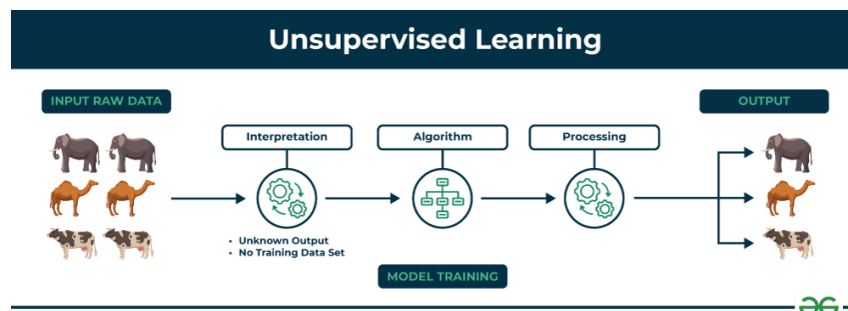 Unsupervised Learning
INPUT RAW DATA
OUTPUT
Interpretation
Algorithm
Processing
• Unknown Output
• No Training Data Set
MODEL TRAINING